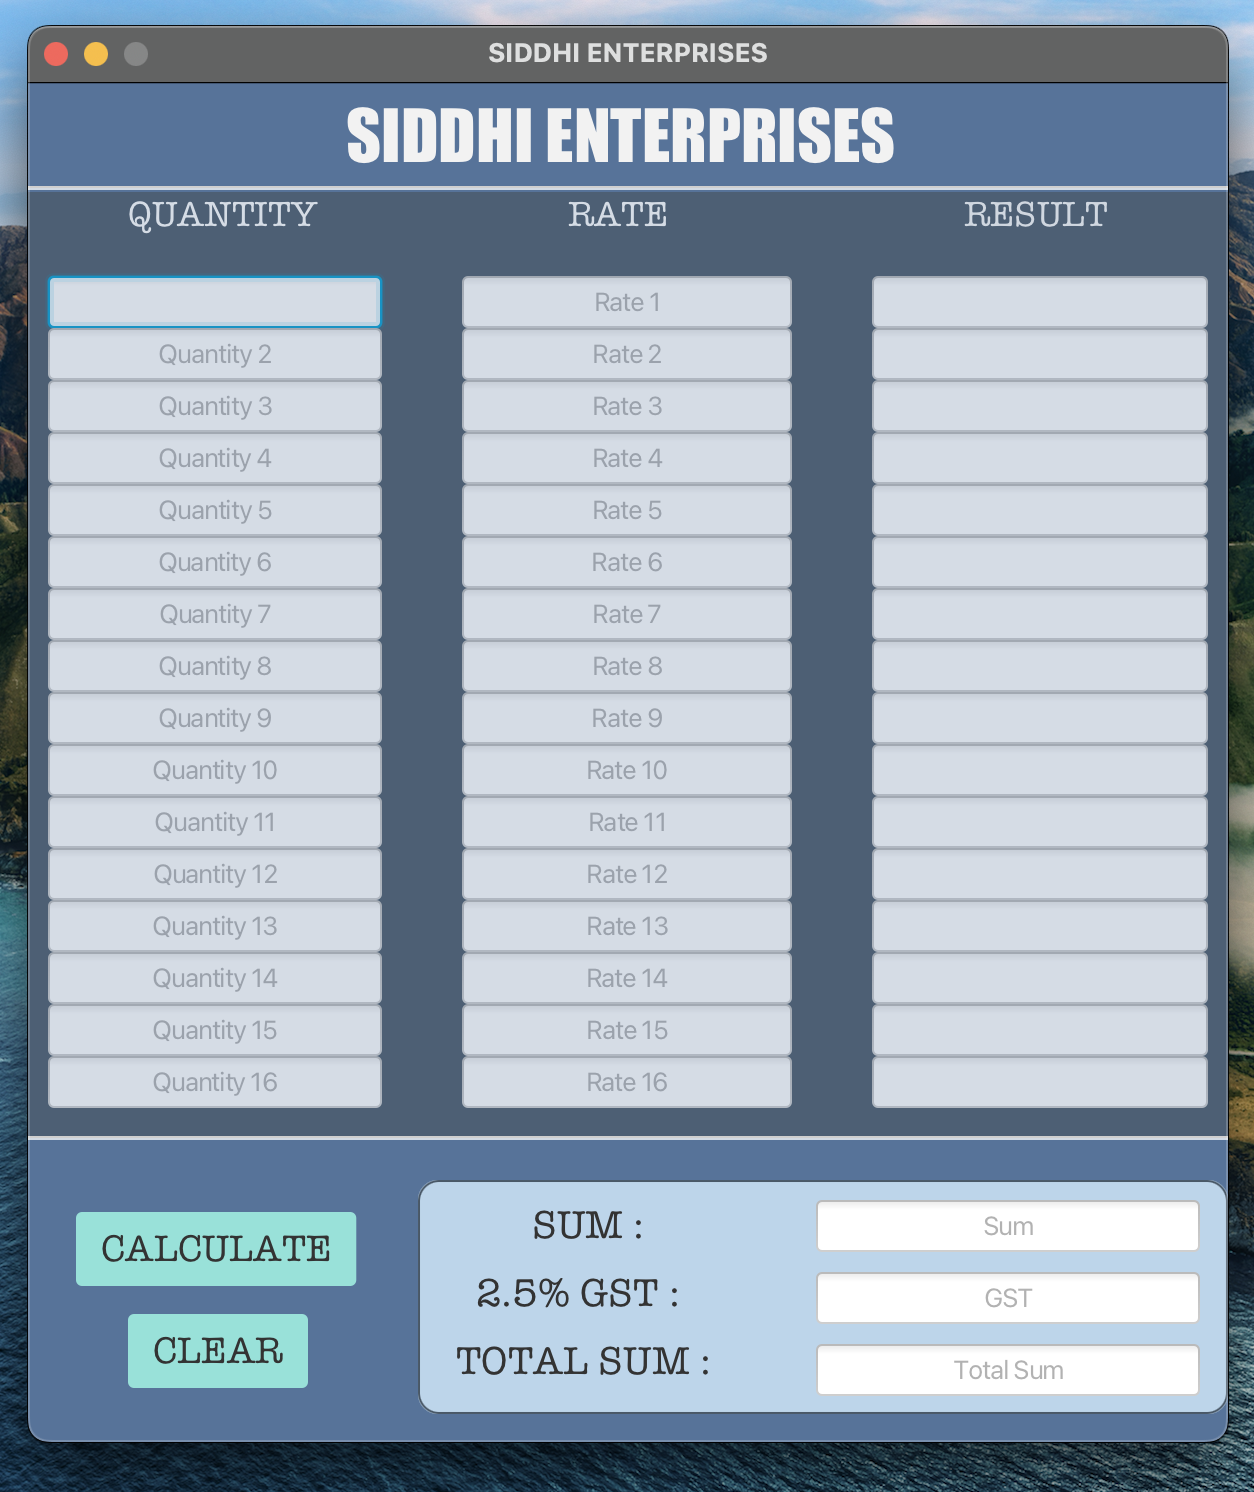 SIDDHI ENTERPRISES
SIDDHI ENTERPRISES
QUANTITY RATE RESULT
Rate 1
Quantity 2 Rate 2
Quantity 3 Rate 3
Quantity 4 Rate 4
Quantity 5 Rate 5
Quantity 6 Rate 6
Quantity 7 Rate 7
Quantity 8 Rate 8
Quantity 9 Rate 9
Quantity 10 Rate 10
Quantity 11 Rate 11
Quantity 12 Rate 12
Quantity 13 Rate 13
Quantity 14 Rate 14
Quantity 15 Rate 15
Quantity 16 Rate 16
CALCULATE
CLEAR
SUM : Sum
2.5% GST : GST
TOTAL SUM : Total Sum